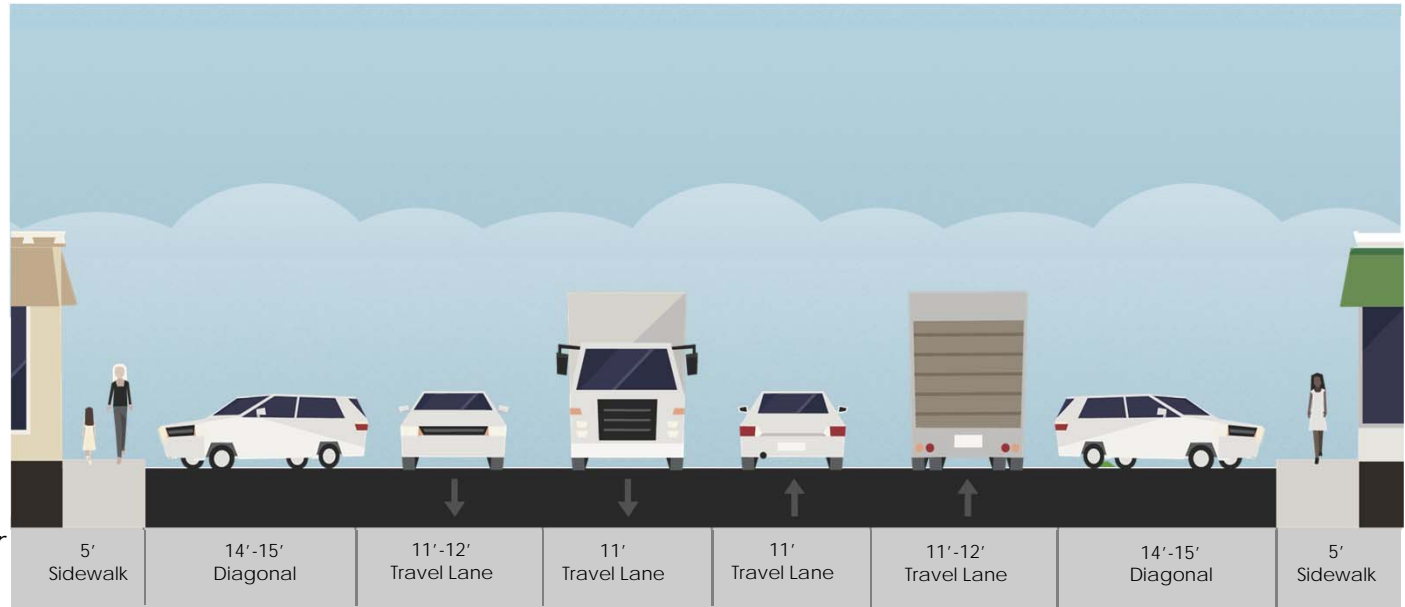 5'
Sidewalk
14'-15'
Diagonal
11'-12'
Travel Lane
11'
Travel Lane
11'
Travel Lane
11'-12'
Travel Lane
14'-15'
Diagonal
5'
Sidewalk